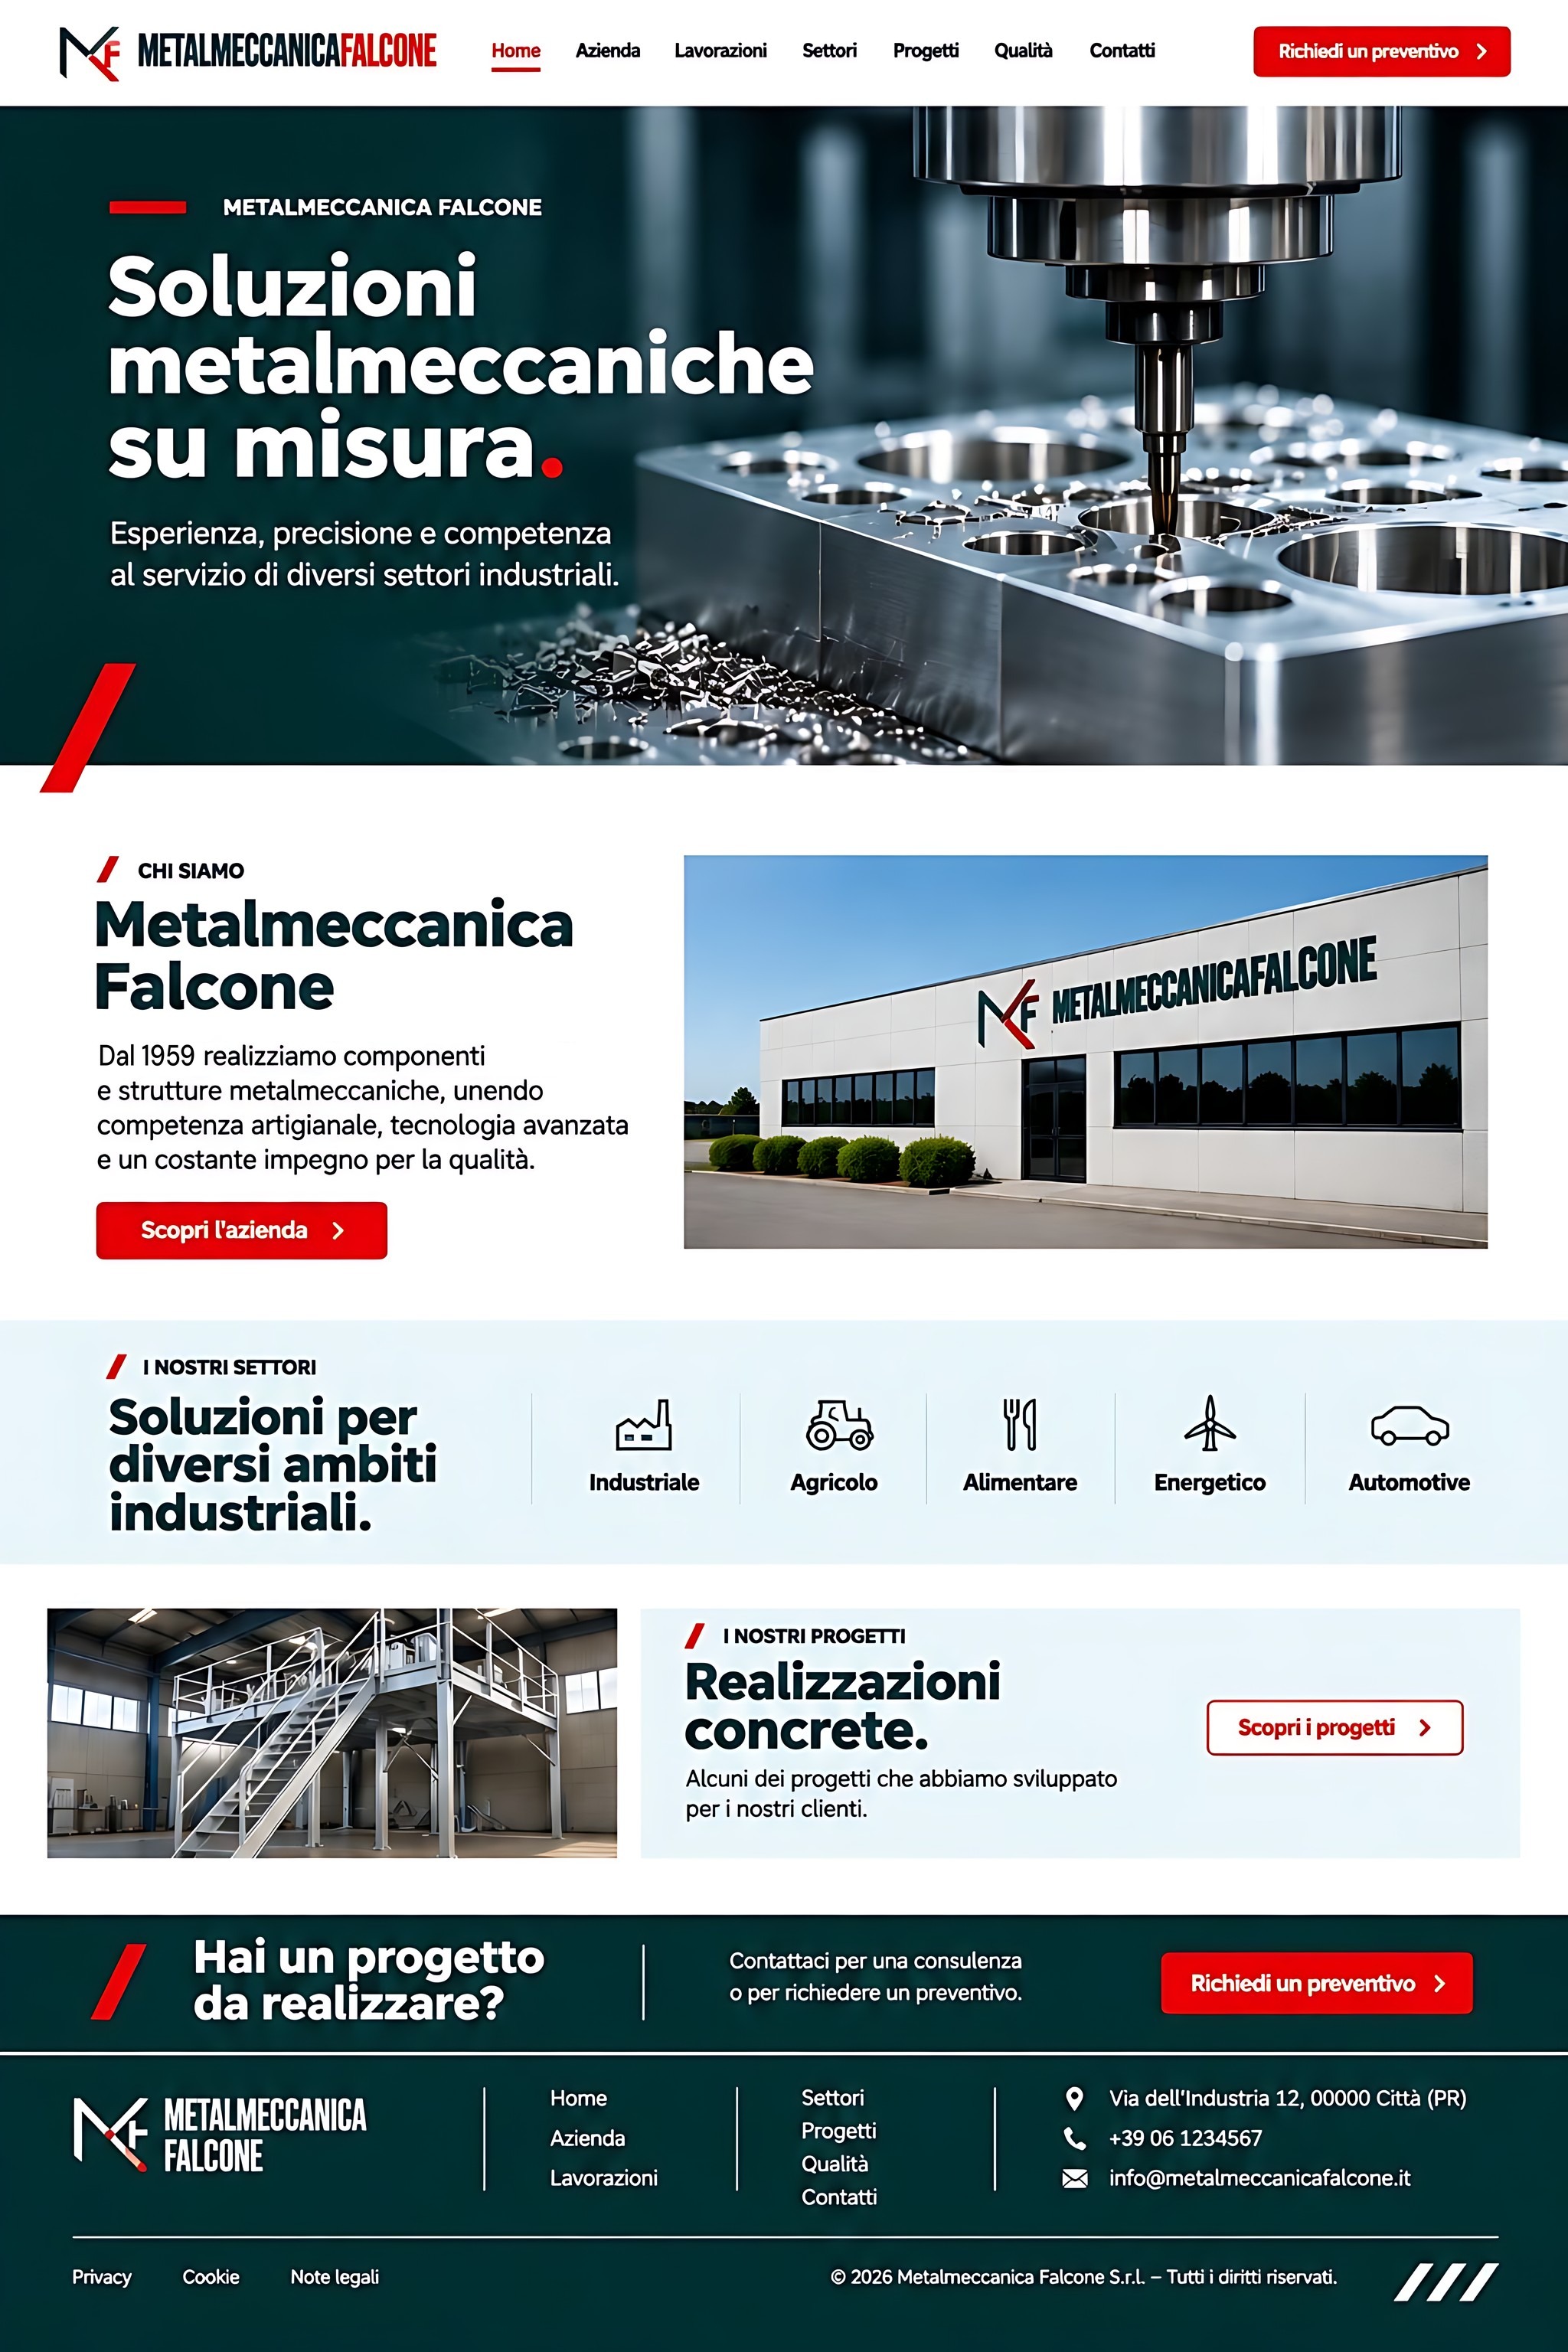 METALMECCANICAFALCONE
Home Azienda Lavorazioni Settori Progetti Qualità Contatti
Richiedi un preventivo
METALMECCANICA FALCONE
Soluzioni
metalmeccaniche
su misura.
Esperienza, precisione e competenza
al servizio di diversi settori industriali.
CHI SIAMO
Metalmeccanica
Falcone
Dal 1959 realizziamo componenti
e strutture metalmeccaniche, unendo
competenza artigianale, tecnologia avanzata
e un costante impegno per la qualità.
Scopri l'azienda
METALMECCANICAFALCONE
I NOSTRI SETTORI
Soluzioni per
diversi ambiti
industriali.
Industriale
Agricolo
Alimentare
Energetico
Automotive
I NOSTRI PROGETTI
Realizzazioni
concrete.
Alcuni dei progetti che abbiamo sviluppato
per i nostri clienti.
Scopri i progetti
Hai un progetto
da realizzare?
Contattaci per una consulenza
o per richiedere un preventivo.
Richiedi un preventivo
METALMECCANICA
FALCONE
Home
Azienda
Lavorazioni
Settori
Progetti
Qualità
Contatti
Via dell'Industria 12, 00000 Città (PR)
+39 06 1234567
info@metalmeccanicafalcone.it
Privacy Cookie Note legali
© 2026 Metalmeccanica Falcone S.r.l. – Tutti i diritti riservati.